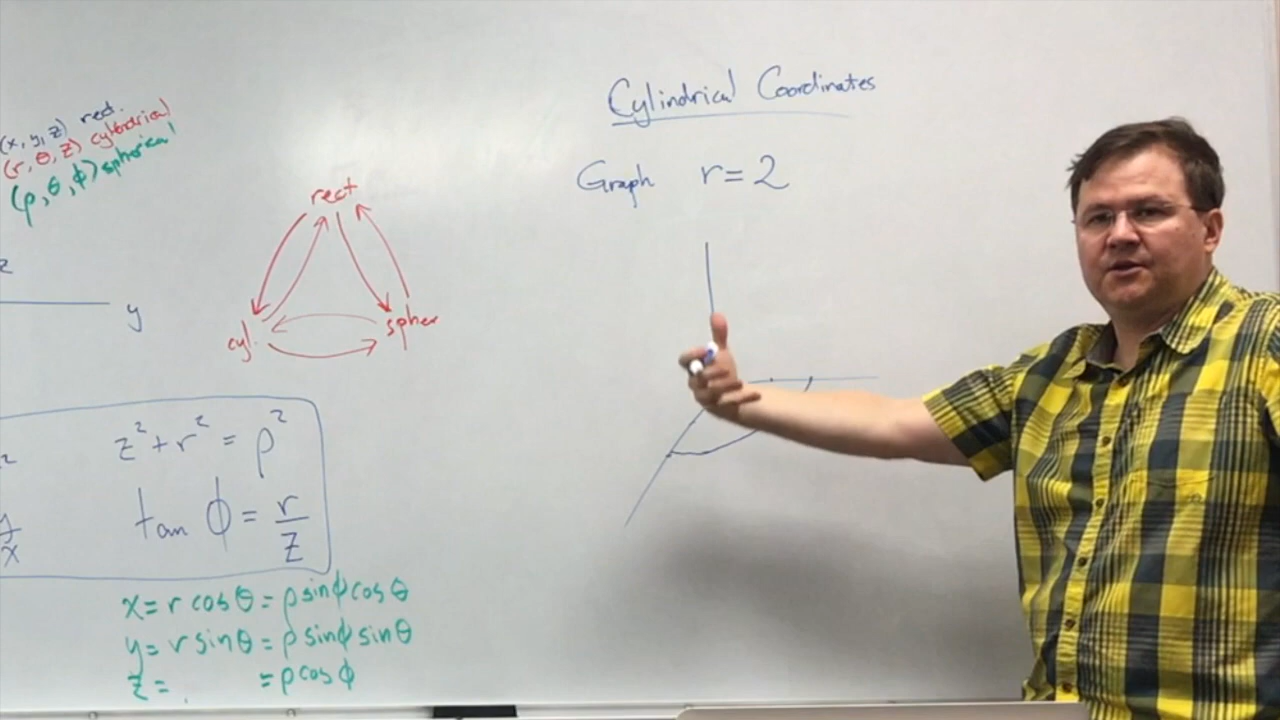 (x, y, z) rect.
(r, θ, z) cylindrical
(ρ, θ, ϕ) spherical
z
y
rect
cyl.
spher
2
z² + r² = ρ²
y/x
tan ϕ = r/z
x = r cos θ = ρ sin ϕ cos θ
y = r sin θ = ρ sin ϕ sin θ
z = . = ρ cos ϕ
Cylindrical Coordinates
Graph r = 2